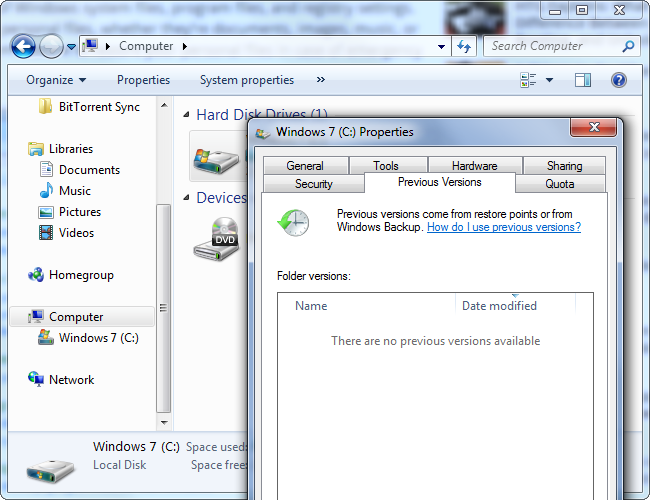 Computer
Search Computer
Organize
Properties
System properties
»
BitTorrent Sync
Libraries
Documents
Music
Pictures
Videos
Homegroup
Computer
Windows 7 (C:)
Network
Hard Disk Drives (1)
Devices
DVD
Windows 7 (C:) Properties
General
Tools
Hardware
Sharing
Security
Previous Versions
Quota
Previous versions come from restore points or from
Windows Backup. How do I use previous versions?
Folder versions:
Name
Date modified
There are no previous versions available
Windows 7 (C:) Space used:
Local Disk Space free: